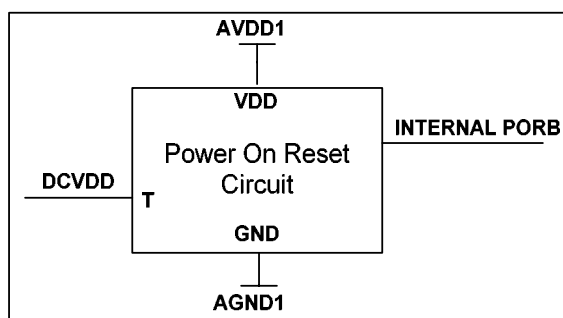 AVDD1
VDD
INTERNAL PORB
Power On Reset
Circuit
DCVDD
T
GND
AGND1